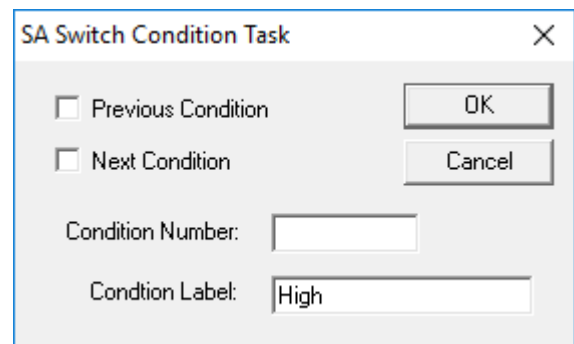 SA Switch Condition Task
Previous Condition
OK
Next Condition
Cancel
Condition Number:
Condtion Label: High